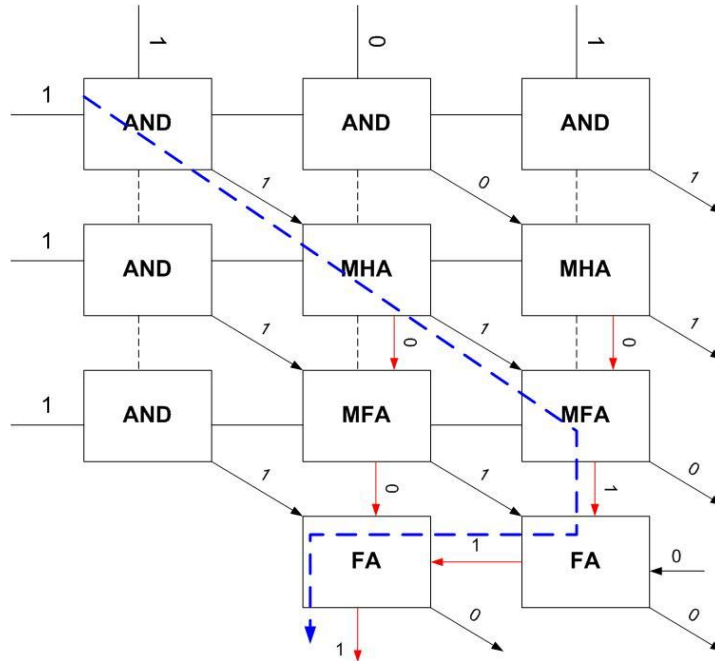 1 0 1
1 AND AND AND
1 0 1
1 AND MHA MHA
1 0 1 0 1
1 AND MFA MFA
1 0 1 1 0
FA 1 FA 0
1 0 0